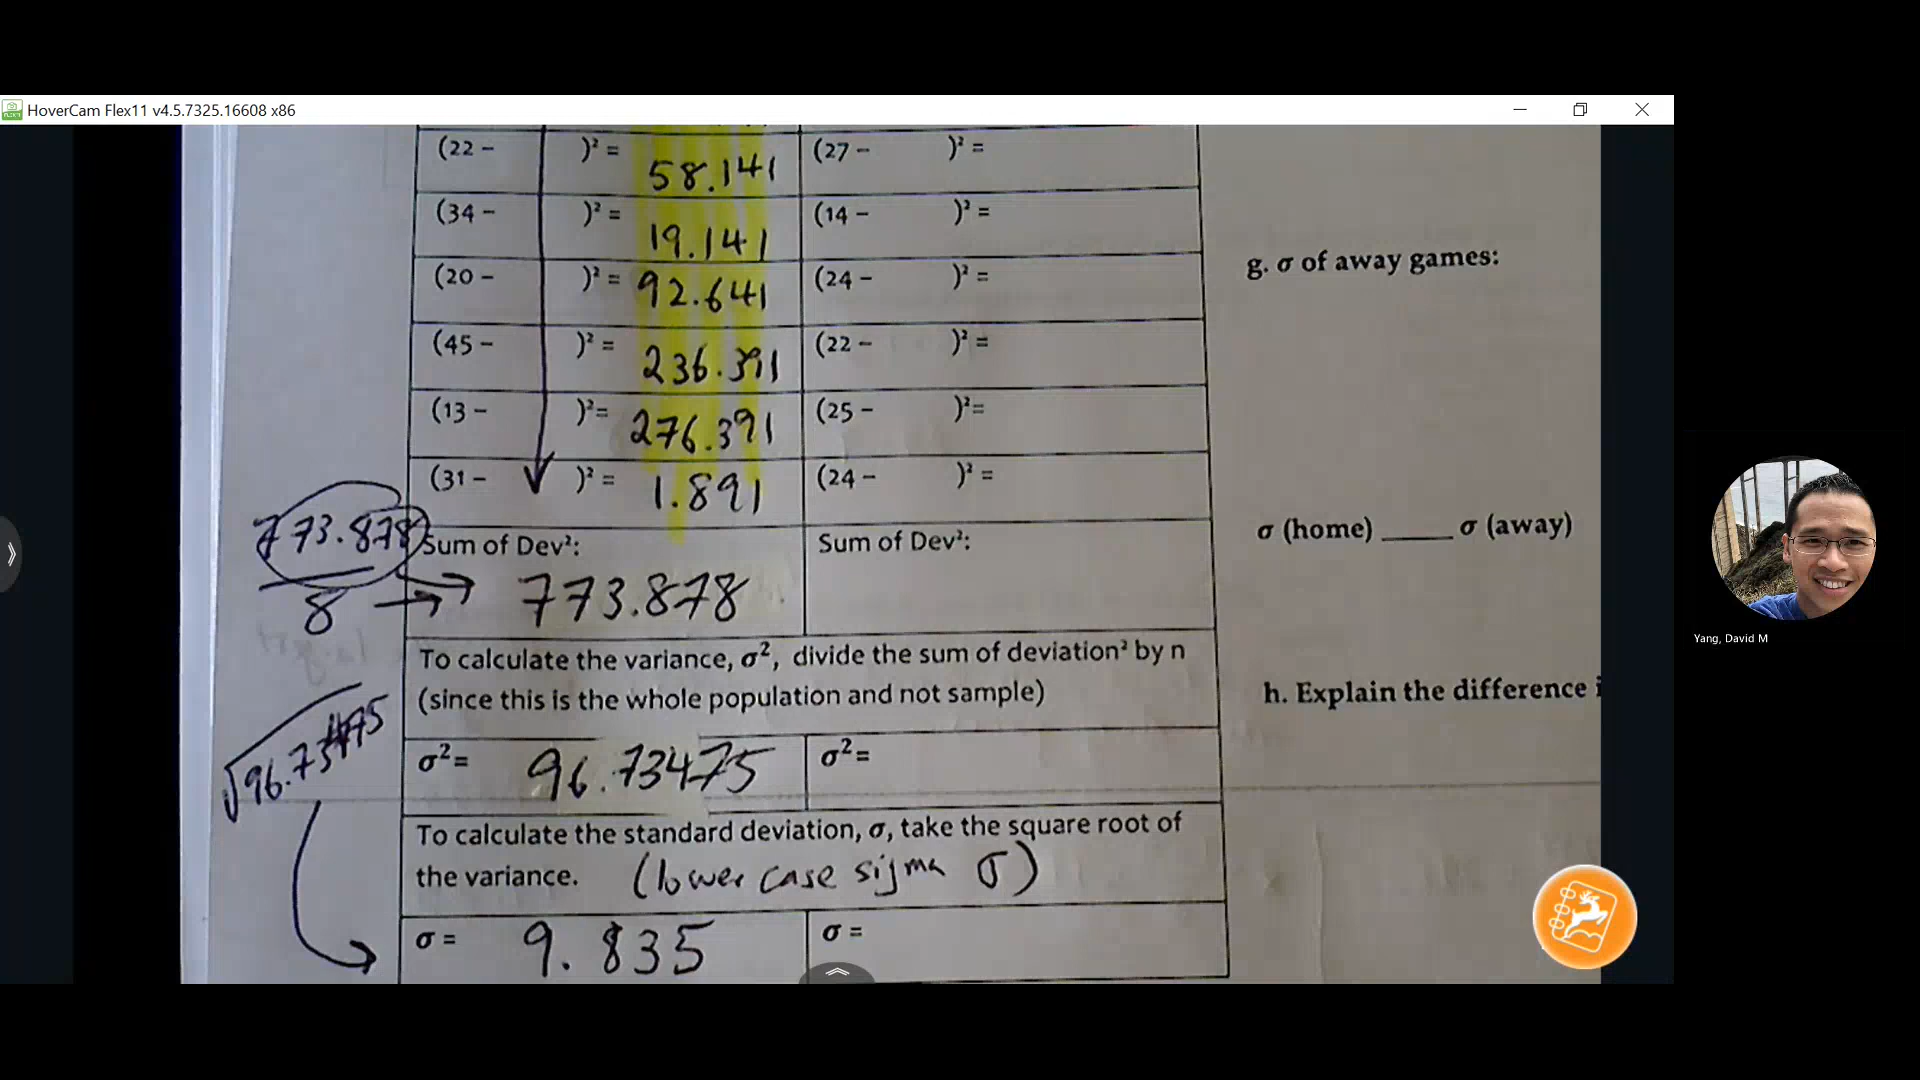 HoverCam Flex11 v4.5.7325.16608 x86
(22 – )² = 58.141 (27 – )² =
(34 – )² = 19.141 (14 – )² =
(20 – )² = 92.641 (24 – )² =
(45 – )² = 236.391 (22 – )² =
(13 – )²= 276.391 (25 – )²=
(31 – )² = 1.891 (24 – )² =
773.878
8
Sum of Dev²: Sum of Dev²:
773.878
To calculate the variance, σ², divide the sum of deviation² by n
(since this is the whole population and not sample)
√96.73475
σ²= 96.73475 σ²=
To calculate the standard deviation, σ, take the square root of
the variance. (lower case sigma σ)
σ = 9.835 σ =
g. σ of away games:
σ (home) _____ σ (away)
h. Explain the difference
FLEX11
Yang, David M